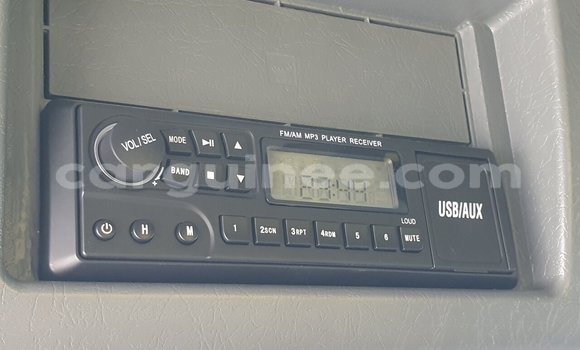 FM/AM MP3 PLAYER RECEIVER
VOL/SEL
MODE
BAND
USB/AUX
H
M
1
2SCN
3RPT
4RDM
5
6
LOUD
MUTE
carguinee.com